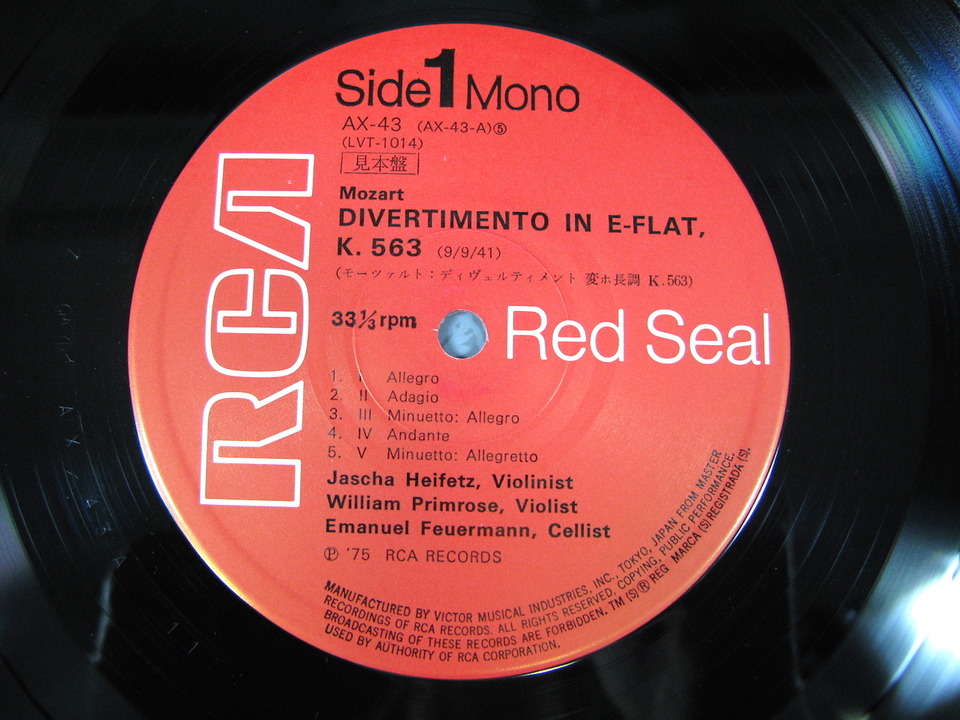 Side 1 Mono
AX-43 (AX-43-A)⑤
(LVT-1014)
見本盤
Mozart
DIVERTIMENTO IN E-FLAT,
K. 563 (9/9/41)
(モーツァルト：ディヴェルティメント 変ホ長調 K.563)
RCA
33⅓ rpm
Red Seal
1. I Allegro
2. II Adagio
3. III Minuetto: Allegro
4. IV Andante
5. V Minuetto: Allegretto
Jascha Heifetz, Violinist
William Primrose, Violist
Emanuel Feuermann, Cellist
Ⓟ '75 RCA RECORDS
MANUFACTURED BY VICTOR MUSICAL INDUSTRIES, INC., TOKYO, JAPAN FROM MASTER
RECORDINGS OF RCA RECORDS. ALL RIGHTS RESERVED, COPYING, PUBLIC PERFORMANCE,
BROADCASTING OF THESE RECORDS ARE FORBIDDEN. TM (S) ® REG MARCA (S) REGISTRADA (S).
USED BY AUTHORITY OF RCA CORPORATION.